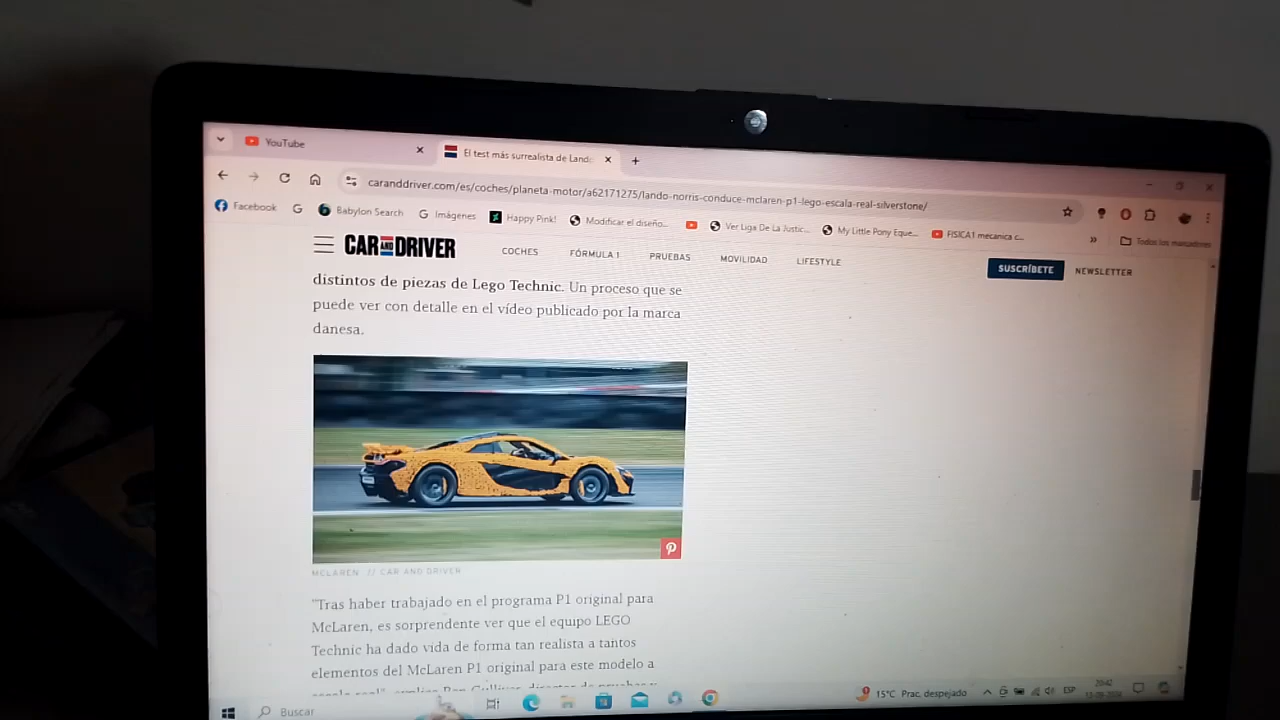 YouTube
El test más surrealista de Lando
caranddriver.com/es/coches/planeta-motor/a62171275/lando-norris-conduce-mclaren-p1-lego-escala-real-silverstone/
Facebook
Babylon Search
Imágenes
Happy Pink!
Modificar el diseño...
Ver Liga De La Justic...
My Little Pony Eque...
FISICA1 mecanica c...
»
Todos los marcadores
CAR AND DRIVER
COCHES
FÓRMULA 1
PRUEBAS
MOVILIDAD
LIFESTYLE
SUSCRÍBETE
NEWSLETTER
distintos de piezas de Lego Technic. Un proceso que se
puede ver con detalle en el vídeo publicado por la marca
danesa.
MCLAREN // CAR AND DRIVER
"Tras haber trabajado en el programa P1 original para
McLaren, es sorprendente ver que el equipo LEGO
Technic ha dado vida de forma tan realista a tantos
elementos del McLaren P1 original para este modelo a
Buscar
15°C Prac. despejado
ESP
20:42